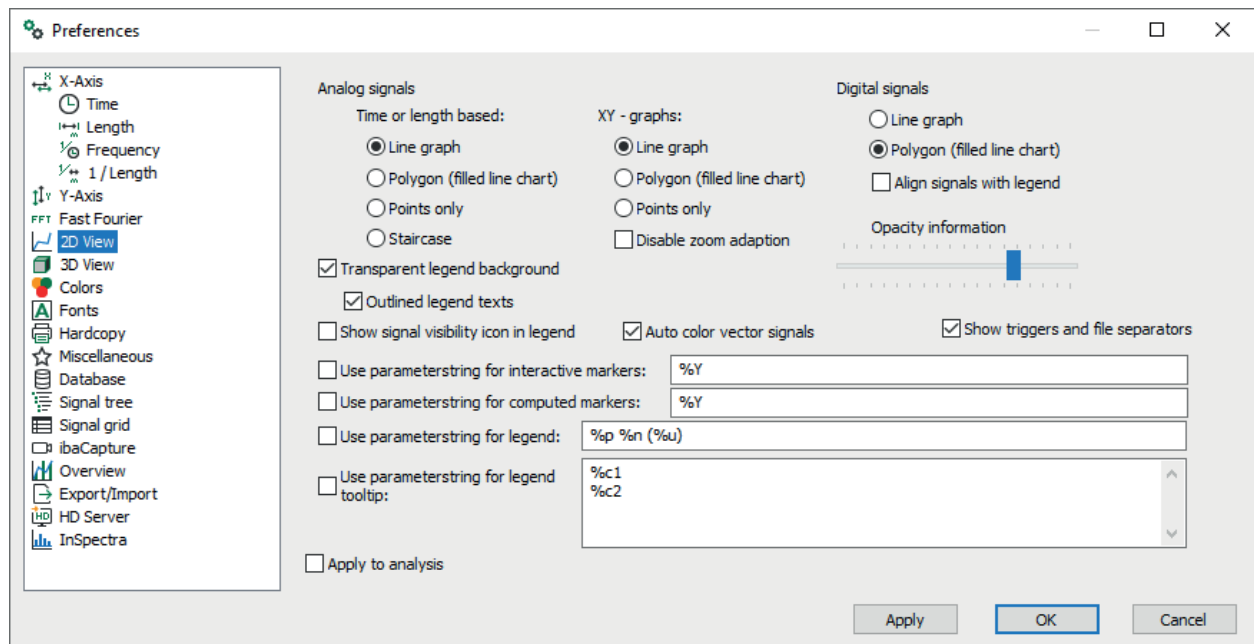 Preferences
X-Axis
Time
Length
Frequency
1 / Length
Y-Axis
FFT Fast Fourier
2D View
3D View
Colors
Fonts
Hardcopy
Miscellaneous
Database
Signal tree
Signal grid
ibaCapture
Overview
Export/Import
HD Server
InSpectra
Analog signals
Time or length based:
Line graph
Polygon (filled line chart)
Points only
Staircase
XY - graphs:
Line graph
Polygon (filled line chart)
Points only
Disable zoom adaption
Digital signals
Line graph
Polygon (filled line chart)
Align signals with legend
Opacity information
Transparent legend background
Outlined legend texts
Show signal visibility icon in legend
Auto color vector signals
Show triggers and file separators
Use parameterstring for interactive markers: %Y
Use parameterstring for computed markers: %Y
Use parameterstring for legend: %p %n (%u)
Use parameterstring for legend
tooltip:
%c1
%c2
Apply to analysis
Apply
OK
Cancel